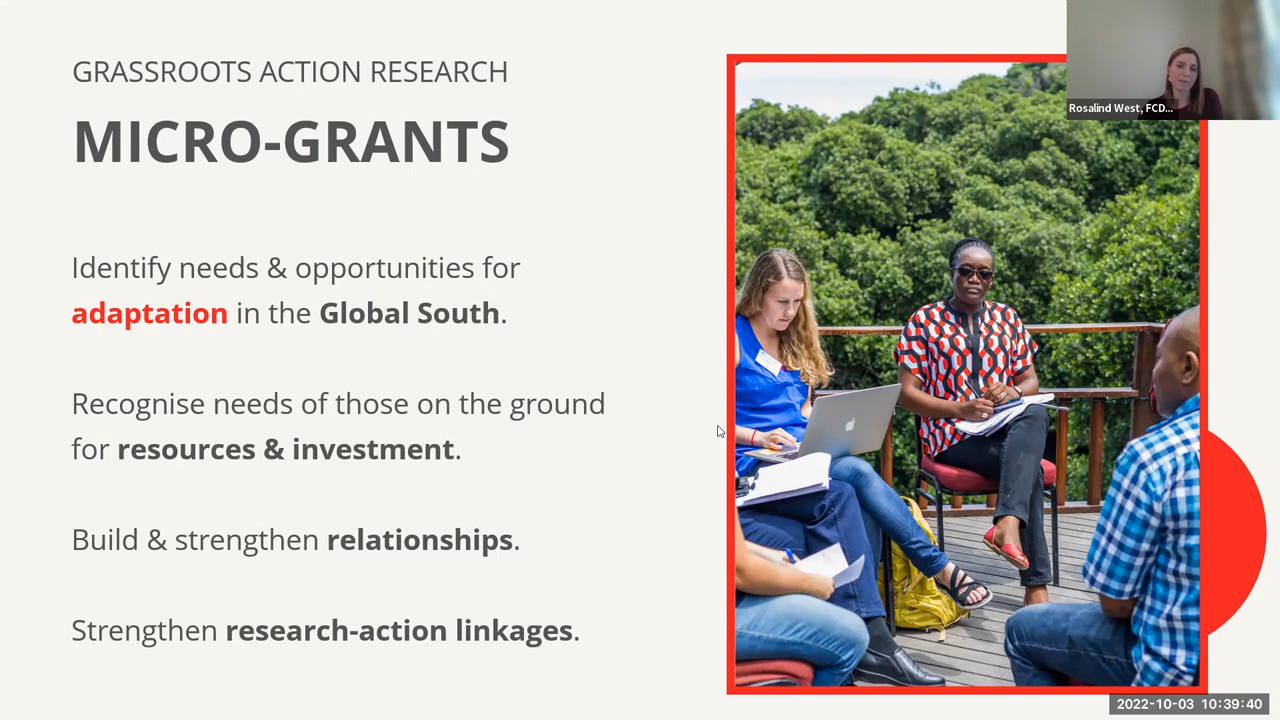 GRASSROOTS ACTION RESEARCH
MICRO-GRANTS
Identify needs & opportunities for
adaptation in the Global South.
Recognise needs of those on the ground
for resources & investment.
Build & strengthen relationships.
Strengthen research-action linkages.
Rosalind West, FCD...
2022-10-03 10:39:40